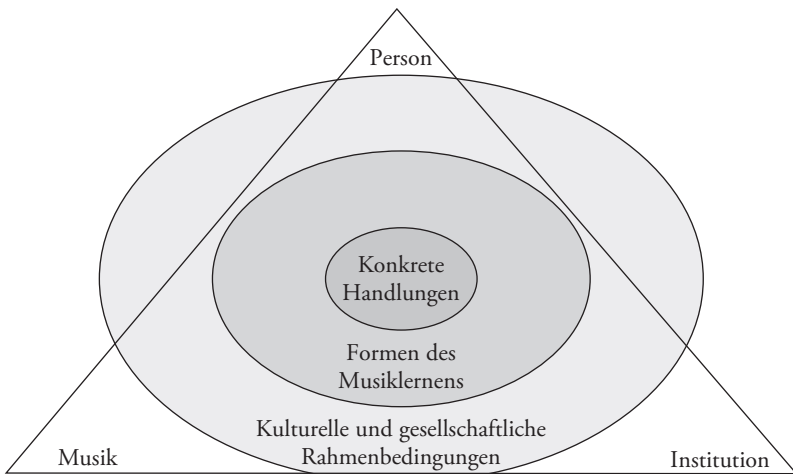 Person
Konkrete
Handlungen
Formen des
Musiklernens
Kulturelle und gesellschaftliche
Rahmenbedingungen
Musik
Institution